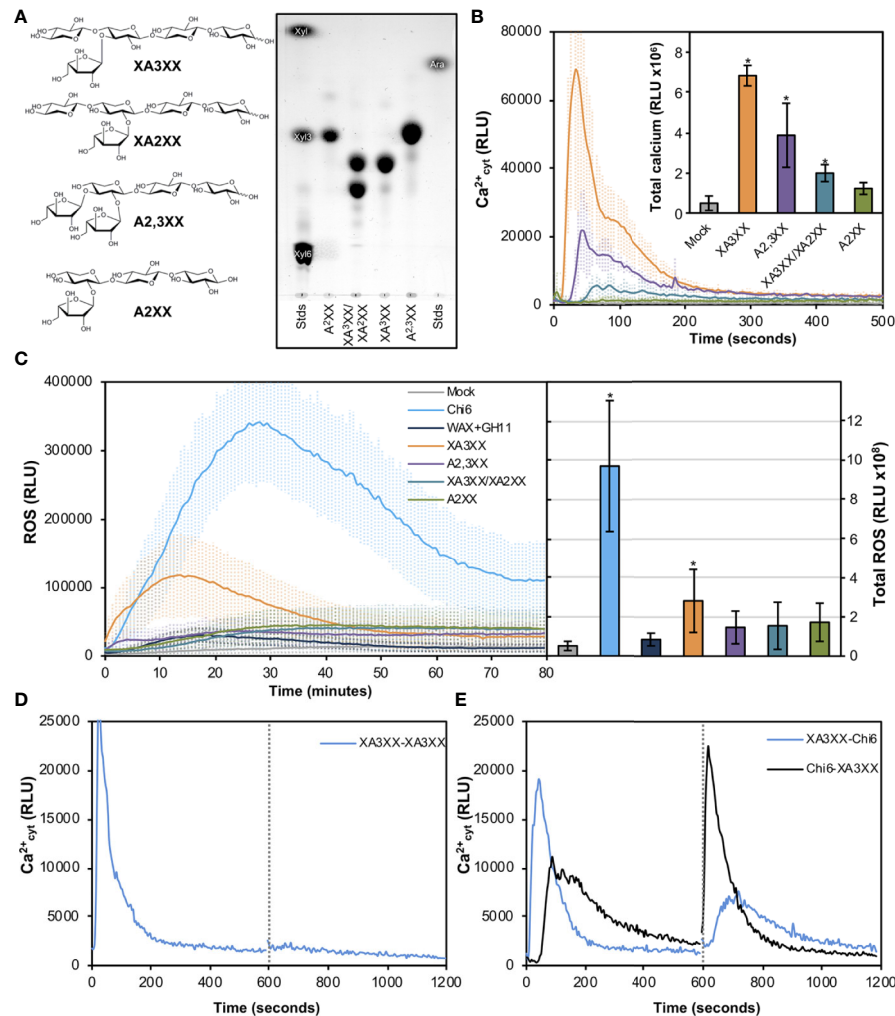 A
XA3XX
XA2XX
A2,3XX
A2XX
Xyl
Xyl3
Xyl6
Ara
Stds
A²XX
XA³XX/
XA²XX
XA³XX
A²,³XX
Stds
B
Ca²⁺cyt (RLU)
80000
60000
40000
20000
0
0 100 200 300 400 500
Time (seconds)
Total calcium (RLU x10⁶)
8
6
4
2
0
* * *
Mock
XA3XX
A2,3XX
XA3XX/XA2XX
A2XX
C
ROS (RLU)
400000
300000
200000
100000
0
0 10 20 30 40 50 60 70 80
Time (minutes)
Mock
Chi6
WAX+GH11
XA3XX
A2,3XX
XA3XX/XA2XX
A2XX
* *
12
10
8
6
4
2
0
Total ROS (RLU x10⁸)
D
Ca²⁺cyt (RLU)
25000
20000
15000
10000
5000
0
0 200 400 600 800 1000 1200
Time (seconds)
XA3XX-XA3XX
E
Ca²⁺cyt (RLU)
25000
20000
15000
10000
5000
0
0 200 400 600 800 1000 1200
Time (seconds)
XA3XX-Chi6
Chi6-XA3XX